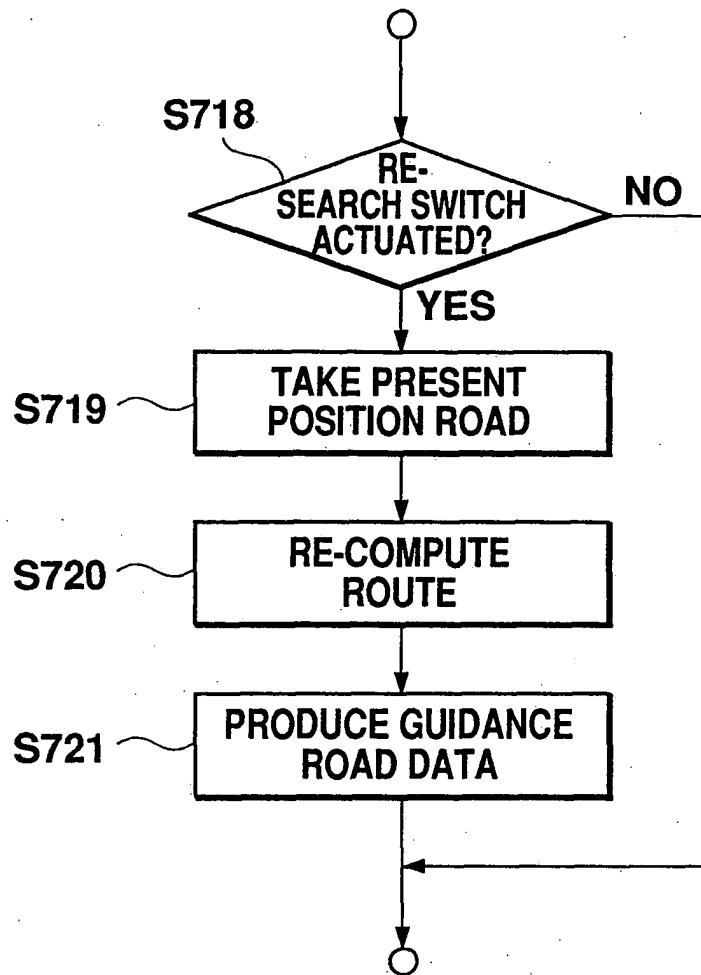 S718
RE-
SEARCH SWITCH
ACTUATED?
NO
YES
S719
TAKE PRESENT
POSITION ROAD
S720
RE-COMPUTE
ROUTE
S721
PRODUCE GUIDANCE
ROAD DATA